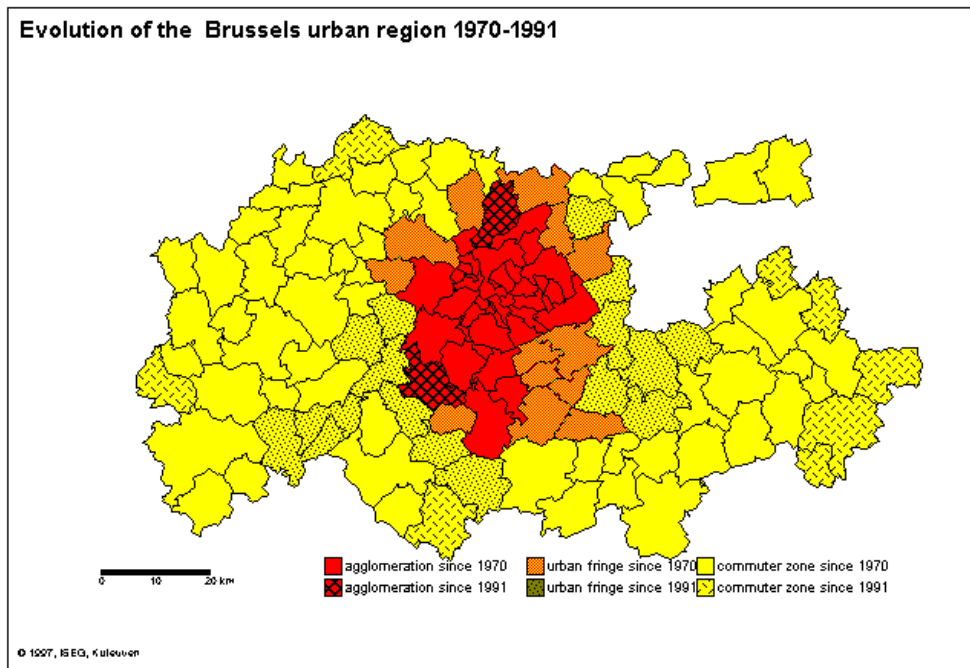 Evolution of the Brussels urban region 1970-1991
agglomeration since 1970
urban fringe since 1970
commuter zone since 1970
0 10 20 km
agglomeration since 1991
urban fringe since 1991
commuter zone since 1991
© 1997, ISEG, Kuleuven